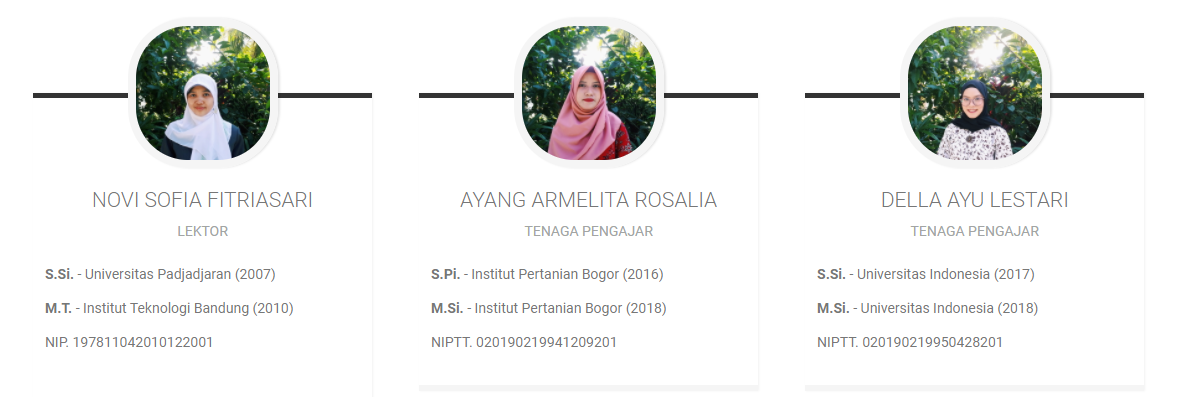 NOVI SOFIA FITRIASARI
LEKTOR
S.Si. - Universitas Padjadjaran (2007)
M.T. - Institut Teknologi Bandung (2010)
NIP. 197811042010122001
AYANG ARMELITA ROSALIA
TENAGA PENGAJAR
S.Pi. - Institut Pertanian Bogor (2016)
M.Si. - Institut Pertanian Bogor (2018)
NIPTT. 020190219941209201
DELLA AYU LESTARI
TENAGA PENGAJAR
S.Si. - Universitas Indonesia (2017)
M.Si. - Universitas Indonesia (2018)
NIPTT. 020190219950428201